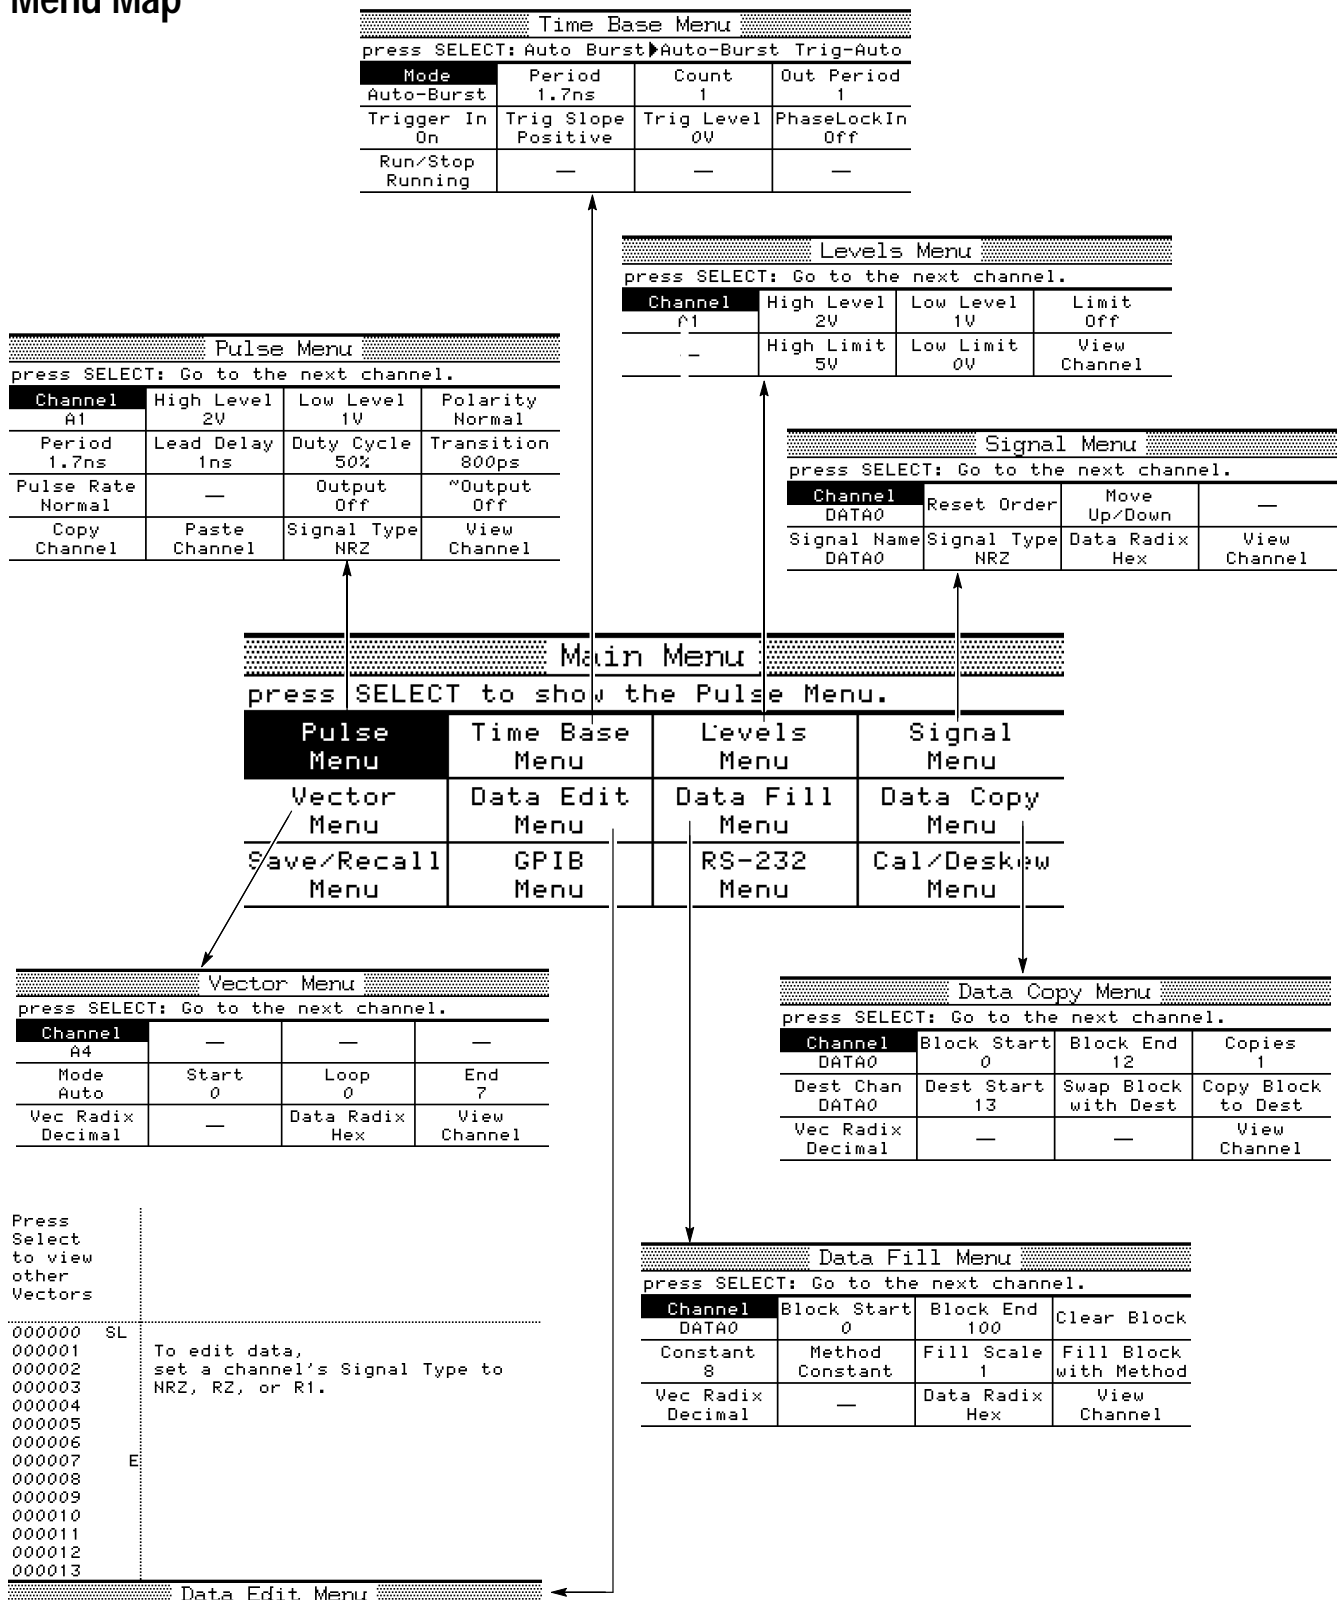 Menu Map
Time Base Menu
press SELECT: Auto Burst▶Auto-Burst Trig-Auto
Mode Period Count Out Period
Auto-Burst 1.7ns 1 1
Trigger In Trig Slope Trig Level PhaseLockIn
On Positive 0V Off
Run/Stop — — —
Running
Levels Menu
press SELECT: Go to the next channel.
Channel High Level Low Level Limit
A1 2V 1V Off
— High Limit Low Limit View
5V 0V Channel
Pulse Menu
press SELECT: Go to the next channel.
Channel High Level Low Level Polarity
A1 2V 1V Normal
Period Lead Delay Duty Cycle Transition
1.7ns 1ns 50% 800ps
Pulse Rate — Output ~Output
Normal Off Off
Copy Paste Signal Type View
Channel Channel NRZ Channel
Signal Menu
press SELECT: Go to the next channel.
Channel Reset Order Move —
DATA0 Up/Down
Signal Name Signal Type Data Radix View
DATA0 NRZ Hex Channel
Main Menu
press SELECT to show the Pulse Menu.
Pulse Time Base Levels Signal
Menu Menu Menu Menu
Vector Data Edit Data Fill Data Copy
Menu Menu Menu Menu
Save/Recall GPIB RS-232 Cal/Deskew
Menu Menu Menu Menu
Vector Menu
press SELECT: Go to the next channel.
Channel — — —
A4
Mode Start Loop End
Auto 0 0 7
Vec Radix — Data Radix View
Decimal Hex Channel
Data Copy Menu
press SELECT: Go to the next channel.
Channel Block Start Block End Copies
DATA0 0 12 1
Dest Chan Dest Start Swap Block Copy Block
DATA0 13 with Dest to Dest
Vec Radix — — View
Decimal Channel
Press
Select
to view
other
Vectors
000000 SL
000001 To edit data,
000002 set a channel's Signal Type to
000003 NRZ, RZ, or R1.
000004
000005
000006
000007 E
000008
000009
000010
000011
000012
000013
Data Edit Menu
Data Fill Menu
press SELECT: Go to the next channel.
Channel Block Start Block End Clear Block
DATA0 0 100
Constant Method Fill Scale Fill Block
8 Constant 1 with Method
Vec Radix — Data Radix View
Decimal Hex Channel